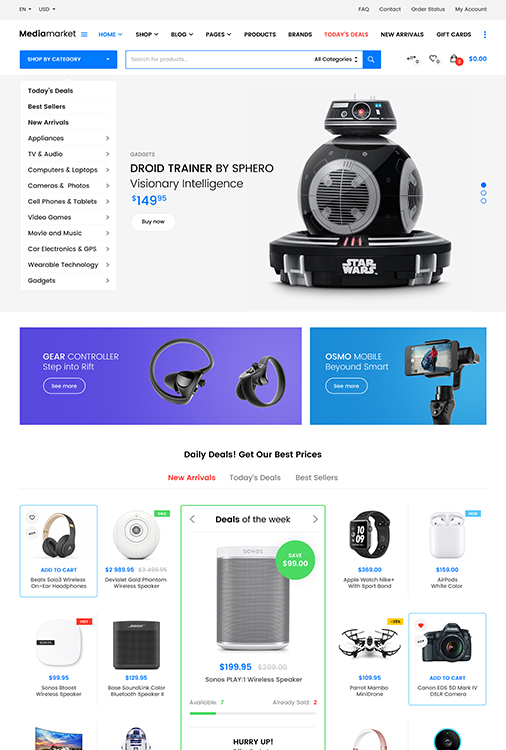 EN USD FAQ Contact Order Status My Account
Mediamarket HOME SHOP BLOG PAGES PRODUCTS BRANDS TODAY'S DEALS NEW ARRIVALS GIFT CARDS
SHOP BY CATEGORY Search for products... All Categories 0 0 2 $0.00
Today's Deals
Best Sellers
New Arrivals
Appliances
TV & Audio
Computers & Laptops
Cameras & Photos
Cell Phones & Tablets
Video Games
Movie and Music
Cor Electronics & GPS
Wearable Technology
Gadgets
GADGETS
DROID TRAINER BY SPHERO
Visionary Intelligence
$149.95
Buy now
STAR
WARS
GEAR CONTROLLER
Step into Rift
See more
OSMO MOBILE
Beyound Smart
See more
Daily Deals! Get Our Best Prices
New Arrivals Today's Deals Best Sellers
ADD TO CART
Beats Solo3 Wireless
On-Ear Headphones
SALE
$2 989.95 $3 499.95
Devialet Gold Phantom
Wireless Speaker
HOT
SONOS
$99.95
Sonos Bboost
Wireless Speaker
BOSE
$129.95
Bose SoundLink Color
Bluetooth Speaker II
Deals of the week
SONOS
SAVE
$99.00
$199.95 $299.00
Sonos PLAY:1 Wireless Speaker
Available: 7 Already Sold: 2
HURRY UP!
$369.00
Apple Watch Nike+
With Sport Band
NEW
$159.00
AirPods
White Color
-35%
$109.95
Parrot Mambo
MiniDrone
ADD TO CART
Canon EOS 5D Mark IV
DSLR Camera